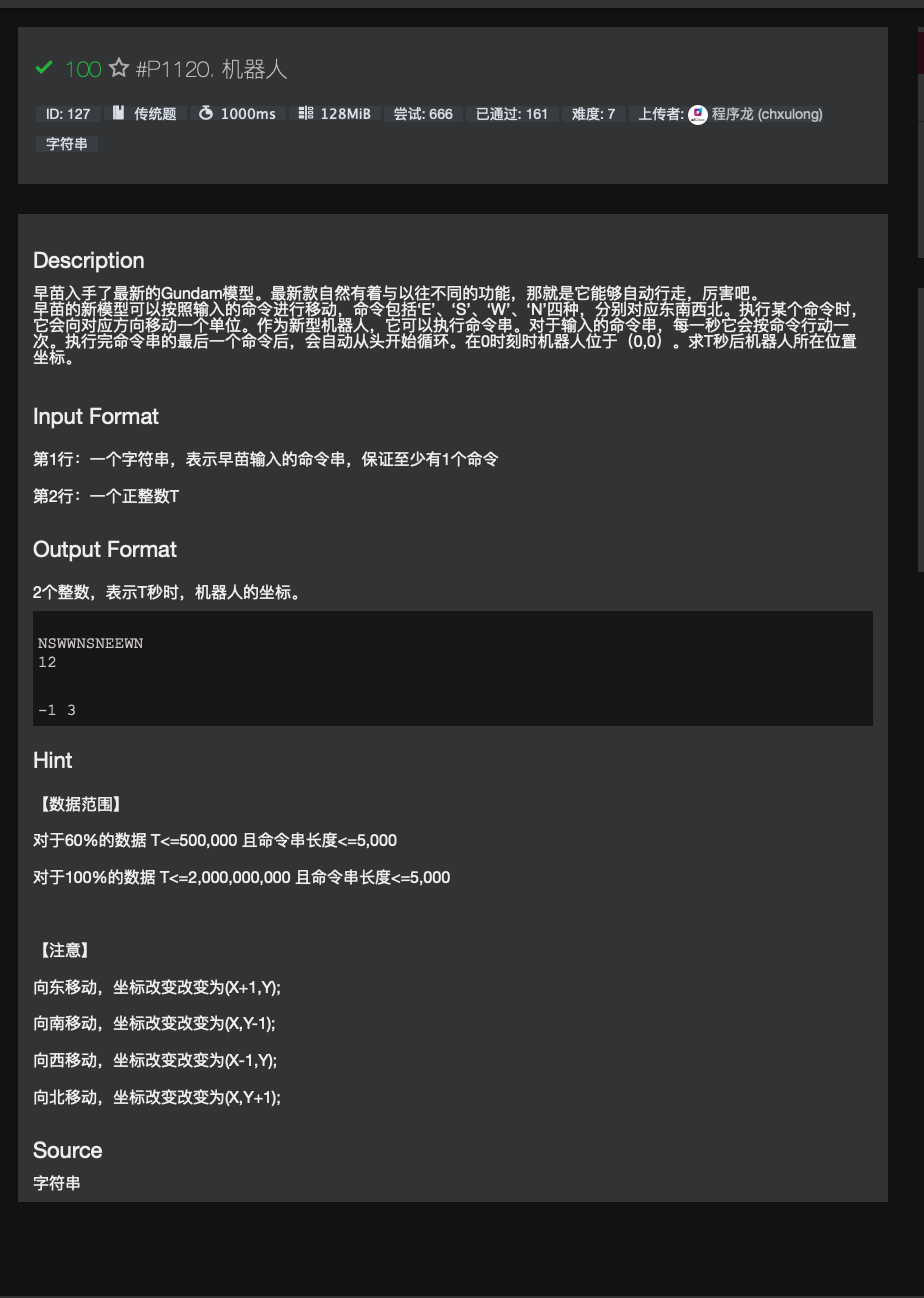 100 #P1120. 机器人
ID: 127 传统题 1000ms 128MiB 尝试: 666 已通过: 161 难度: 7 上传者: 程序龙 (chxulong)
字符串
Description
早苗入手了最新的Gundam模型。最新款自然有着与以往不同的功能，那就是它能够自动行走，厉害吧。
早苗的新模型可以按照输入的命令进行移动，命令包括‘E’、‘S’、‘W’、‘N’四种，分别对应东南西北。执行某个命令时，
它会向对应方向移动一个单位。作为新型机器人，它可以执行命令串。对于输入的命令串，每一秒它会按命令行动一
次。执行完命令串的最后一个命令后，会自动从头开始循环。在0时刻时机器人位于（0,0）。求T秒后机器人所在位置
坐标。
Input Format
第1行：一个字符串，表示早苗输入的命令串，保证至少有1个命令
第2行：一个正整数T
Output Format
2个整数，表示T秒时，机器人的坐标。
NSWWNSNEEWN
12
-1 3
Hint
【数据范围】
对于60%的数据 T<=500,000 且命令串长度<=5,000
对于100%的数据 T<=2,000,000,000 且命令串长度<=5,000
【注意】
向东移动，坐标改变改变为(X+1,Y);
向南移动，坐标改变改变为(X,Y-1);
向西移动，坐标改变改变为(X-1,Y);
向北移动，坐标改变改变为(X,Y+1);
Source
字符串